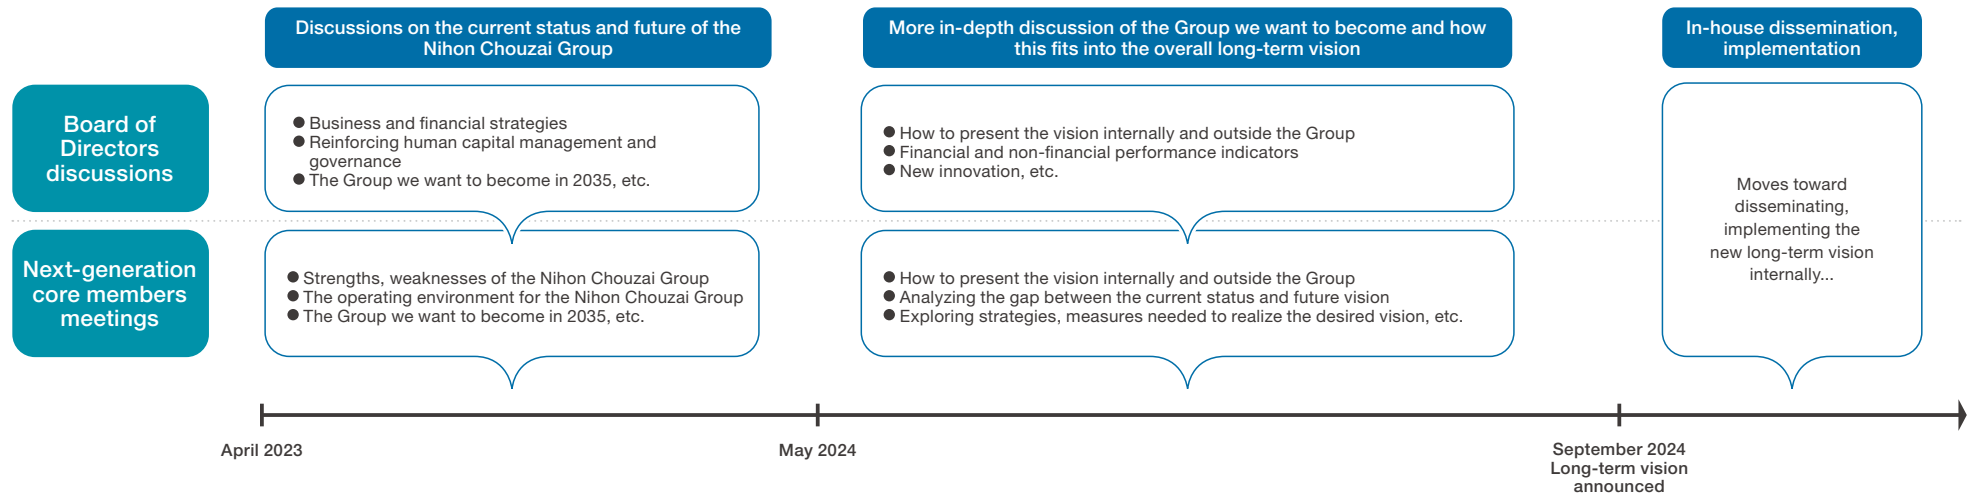 Discussions on the current status and future of the
Nihon Chouzai Group
More in-depth discussion of the Group we want to become and how
this fits into the overall long-term vision
In-house dissemination,
implementation
Board of
Directors
discussions
● Business and financial strategies
● Reinforcing human capital management and
governance
● The Group we want to become in 2035, etc.
● How to present the vision internally and outside the Group
● Financial and non-financial performance indicators
● New innovation, etc.
Moves toward
disseminating,
implementing the
new long-term vision
internally...
Next-generation
core members
meetings
● Strengths, weaknesses of the Nihon Chouzai Group
● The operating environment for the Nihon Chouzai Group
● The Group we want to become in 2035, etc.
● How to present the vision internally and outside the Group
● Analyzing the gap between the current status and future vision
● Exploring strategies, measures needed to realize the desired vision, etc.
April 2023
May 2024
September 2024
Long-term vision
announced